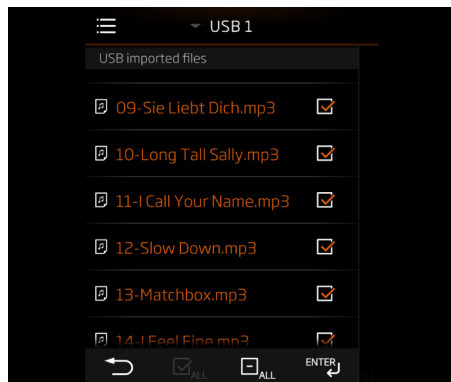 USB 1
USB imported files
09-Sie Liebt Dich.mp3
10-Long Tall Sally.mp3
11-I Call Your Name.mp3
12-Slow Down.mp3
13-Matchbox.mp3
14-I Feel Fine.mp3
ALL
ALL
ENTER